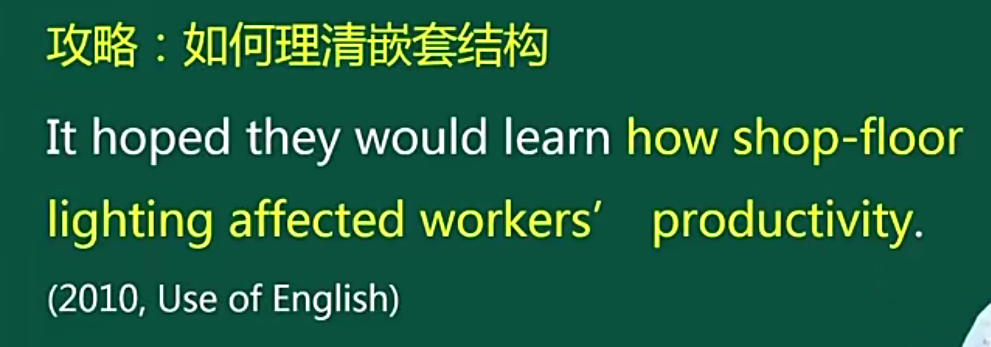 攻略：如何理清嵌套结构
It hoped they would learn how shop-floor
lighting affected workers’ productivity.
(2010, Use of English)